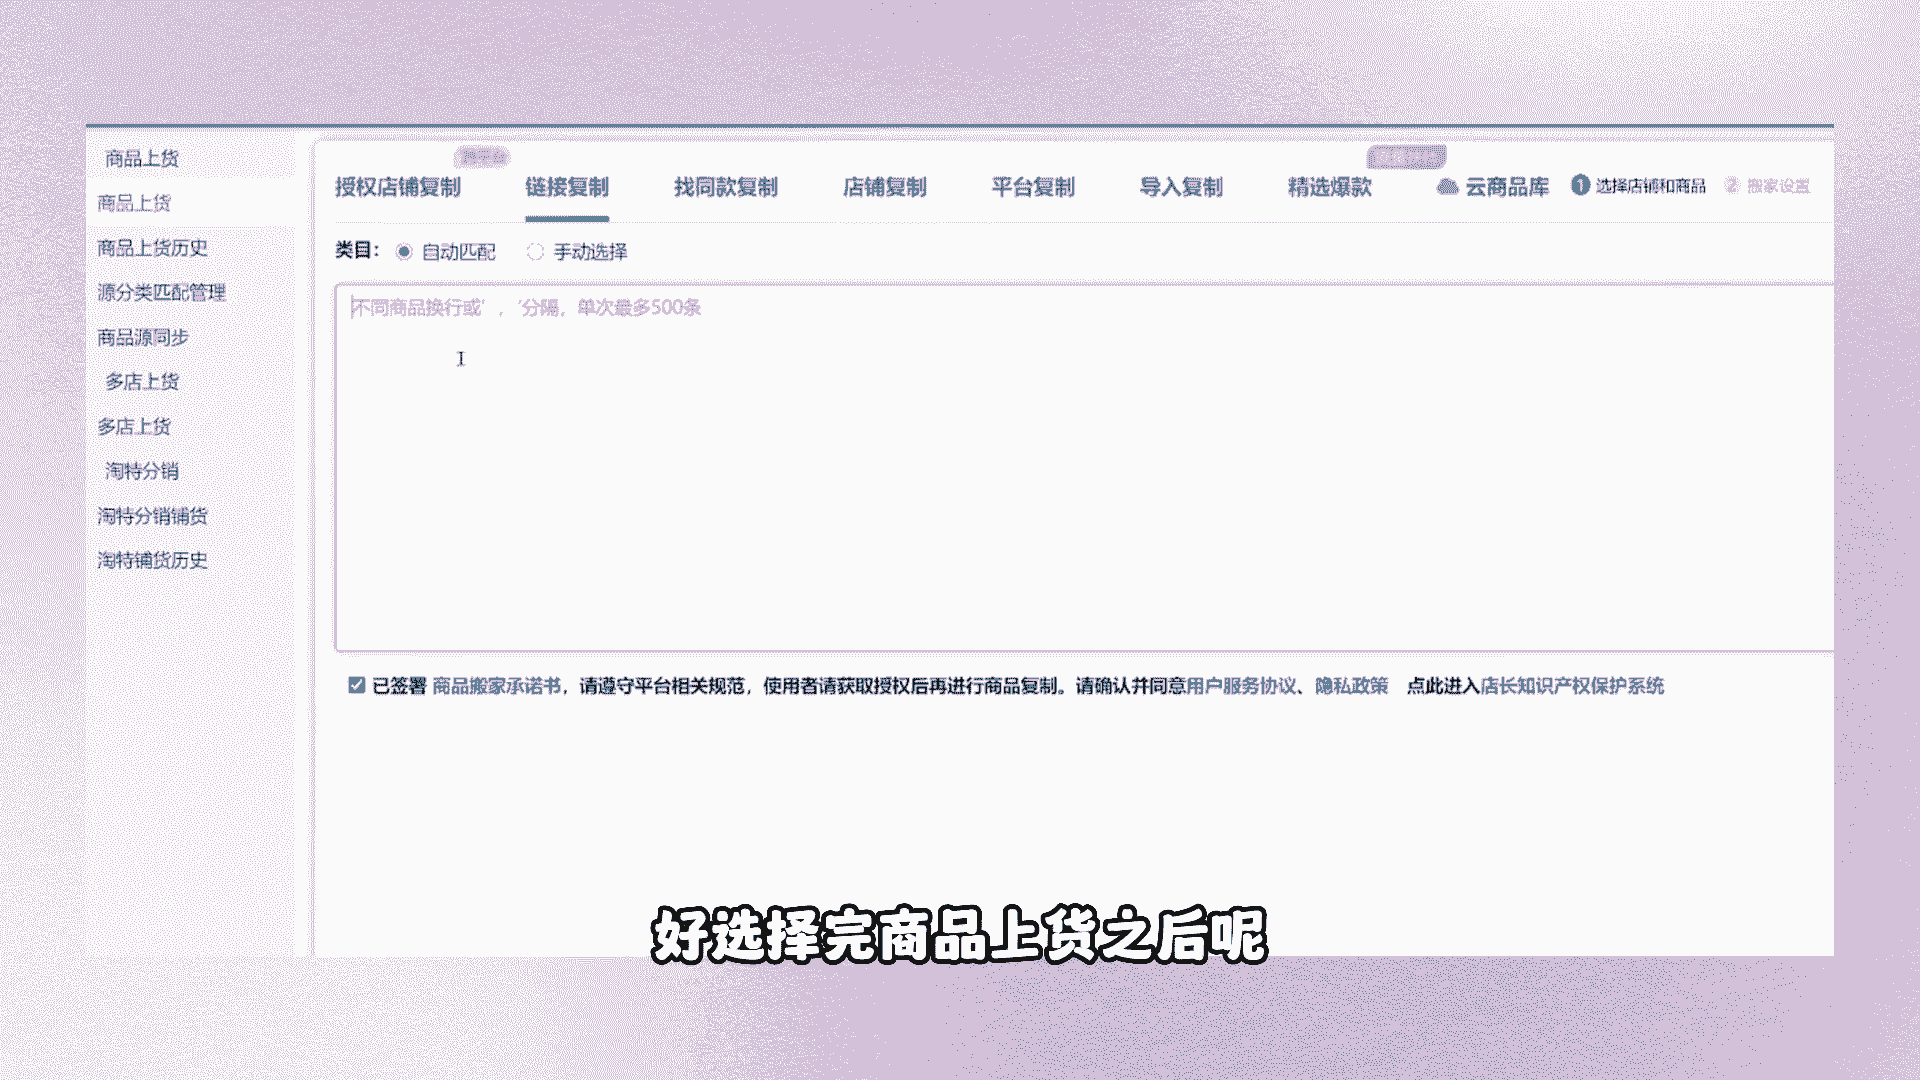 商品上货
商品上货
商品上货历史
源分类匹配管理
商品源同步
多店上货
多店上货
淘特分销
淘特分销铺货
淘特铺货历史
跨平台
授权店铺复制 链接复制 找同款复制 店铺复制 平台复制 导入复制 精选爆款 云商品库 1 选择店铺和商品 2 搬家设置
类目： 自动匹配 手动选择
不同商品换行或'，'分隔，单次最多500条
已签署 商品搬家承诺书，请遵守平台相关规范，使用者请获取授权后再进行商品复制。请确认并同意用户服务协议、隐私政策 点此进入店长知识产权保护系统
好选择完商品上货之后呢